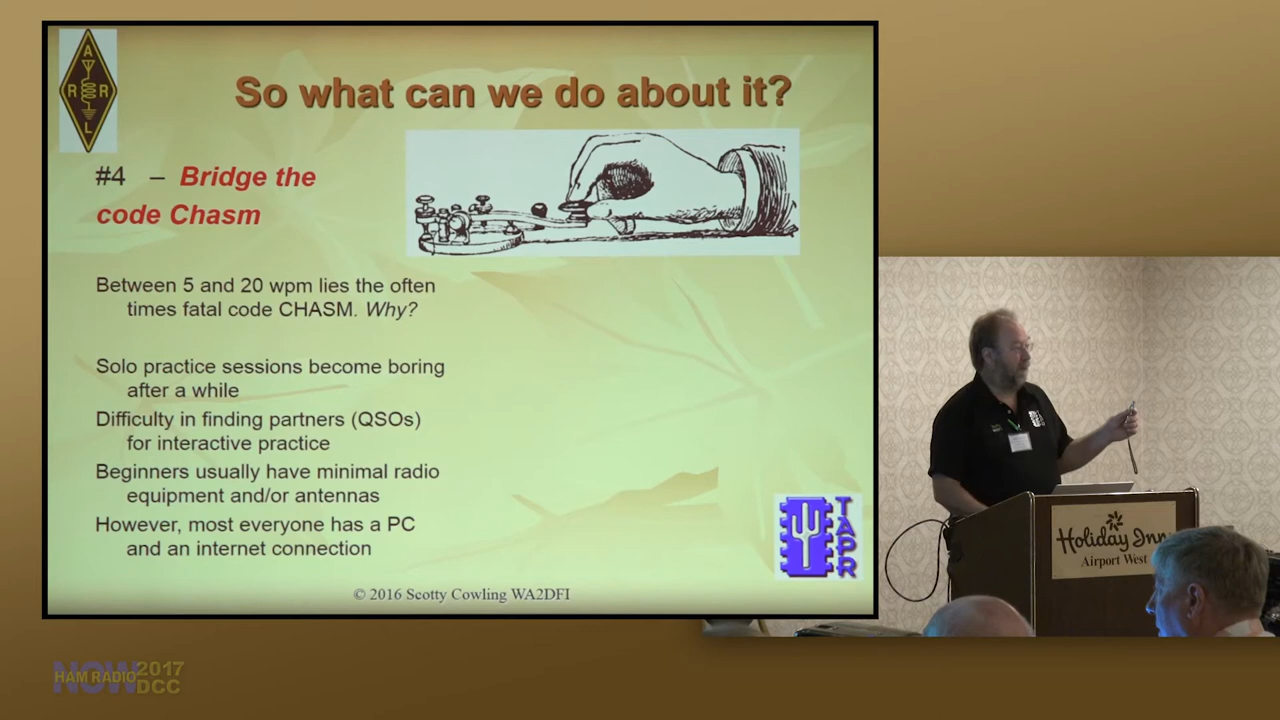 A
R R
L
So what can we do about it?
#4 – Bridge the
code Chasm
Between 5 and 20 wpm lies the often
times fatal code CHASM. Why?
Solo practice sessions become boring
after a while
Difficulty in finding partners (QSOs)
for interactive practice
Beginners usually have minimal radio
equipment and/or antennas
However, most everyone has a PC
and an internet connection
TAPR
© 2016 Scotty Cowling WA2DFI
Holiday Inn
Airport West
HAM RADIO NOW 2017
DCC